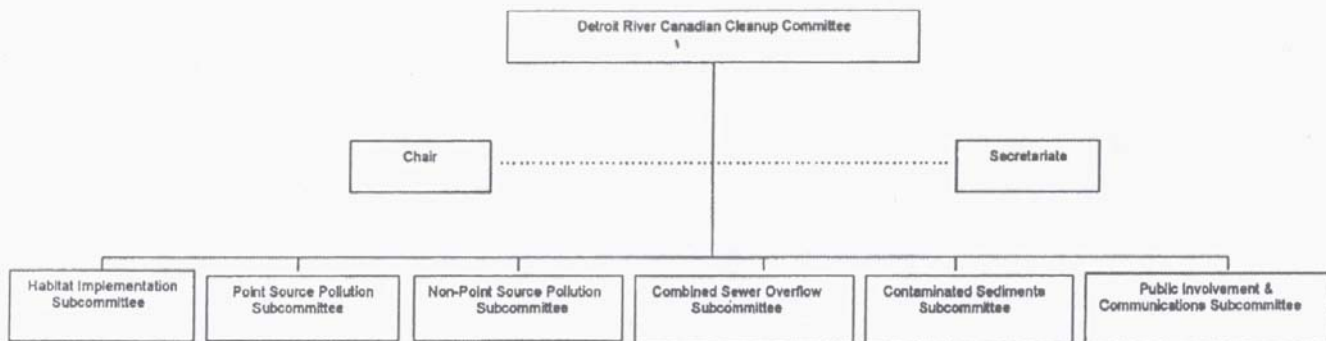 Detroit River Canadian Cleanup Committee
Chair
Secretariate
Habitat Implementation
Subcommittee
Point Source Pollution
Subcommittee
Non-Point Source Pollution
Subcommittee
Combined Sewer Overflow
Subcommittee
Contaminated Sediments
Subcommittee
Public Involvement &
Communications Subcommittee